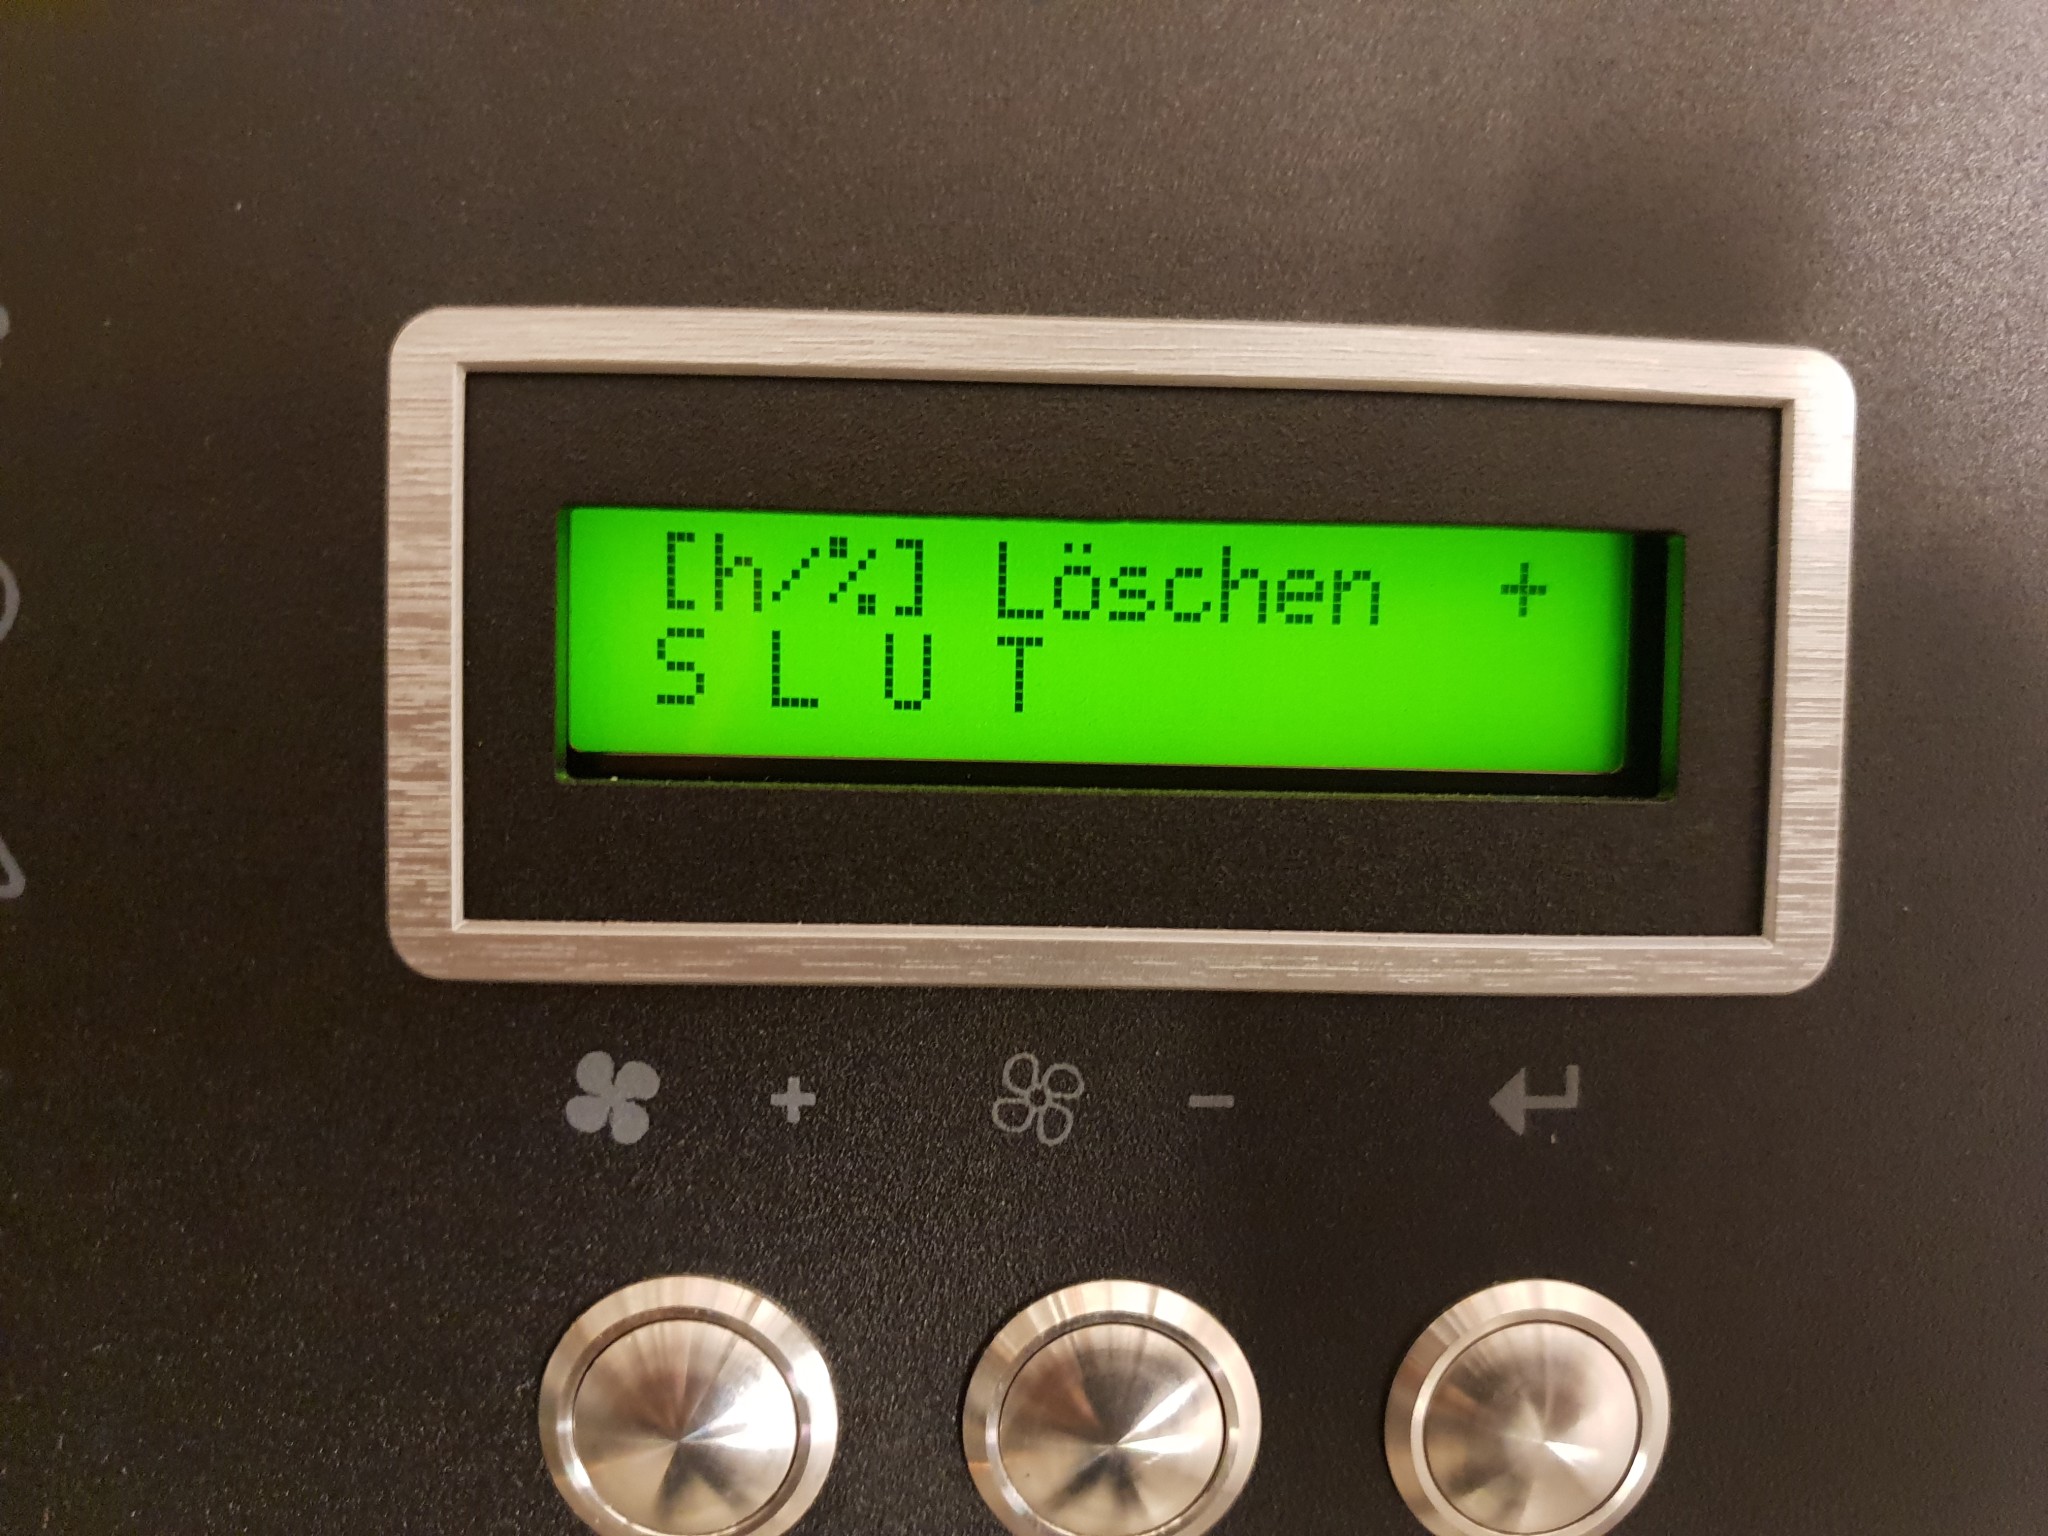 [h/%] Löschen +
S L U T
+ -